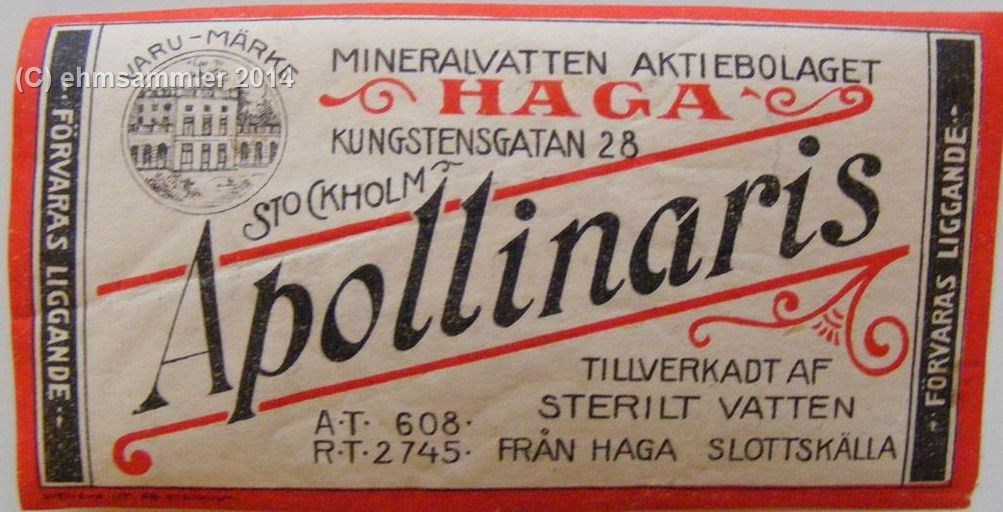 (C) ehmsammler 2014
VARU-MÄRKE
MINERALVATTEN AKTIEBOLAGET
HAGA
KUNGSTENSGATAN 28
STOCKHOLM
Apollinaris
TILLVERKADT AF
STERILT VATTEN
FRÅN HAGA SLOTTSKÄLLA
A·T· 608·
R·T·2745·
·FÖRVARAS LIGGANDE·
·FÖRVARAS LIGGANDE·